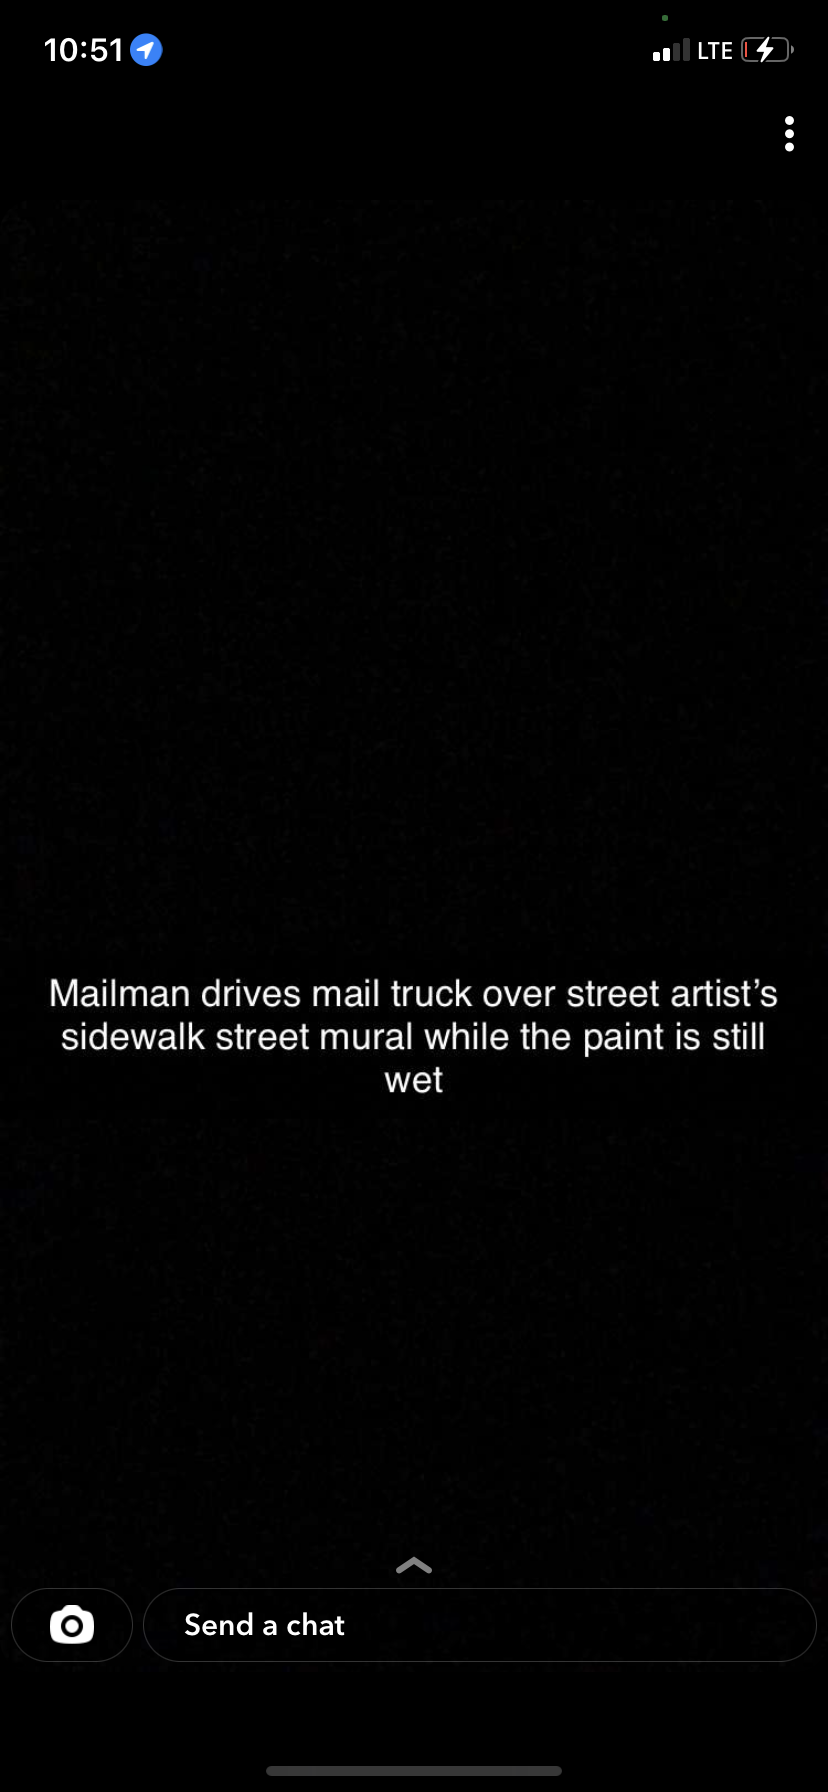 10:51
LTE
Mailman drives mail truck over street artist’s
sidewalk street mural while the paint is still
wet
Send a chat